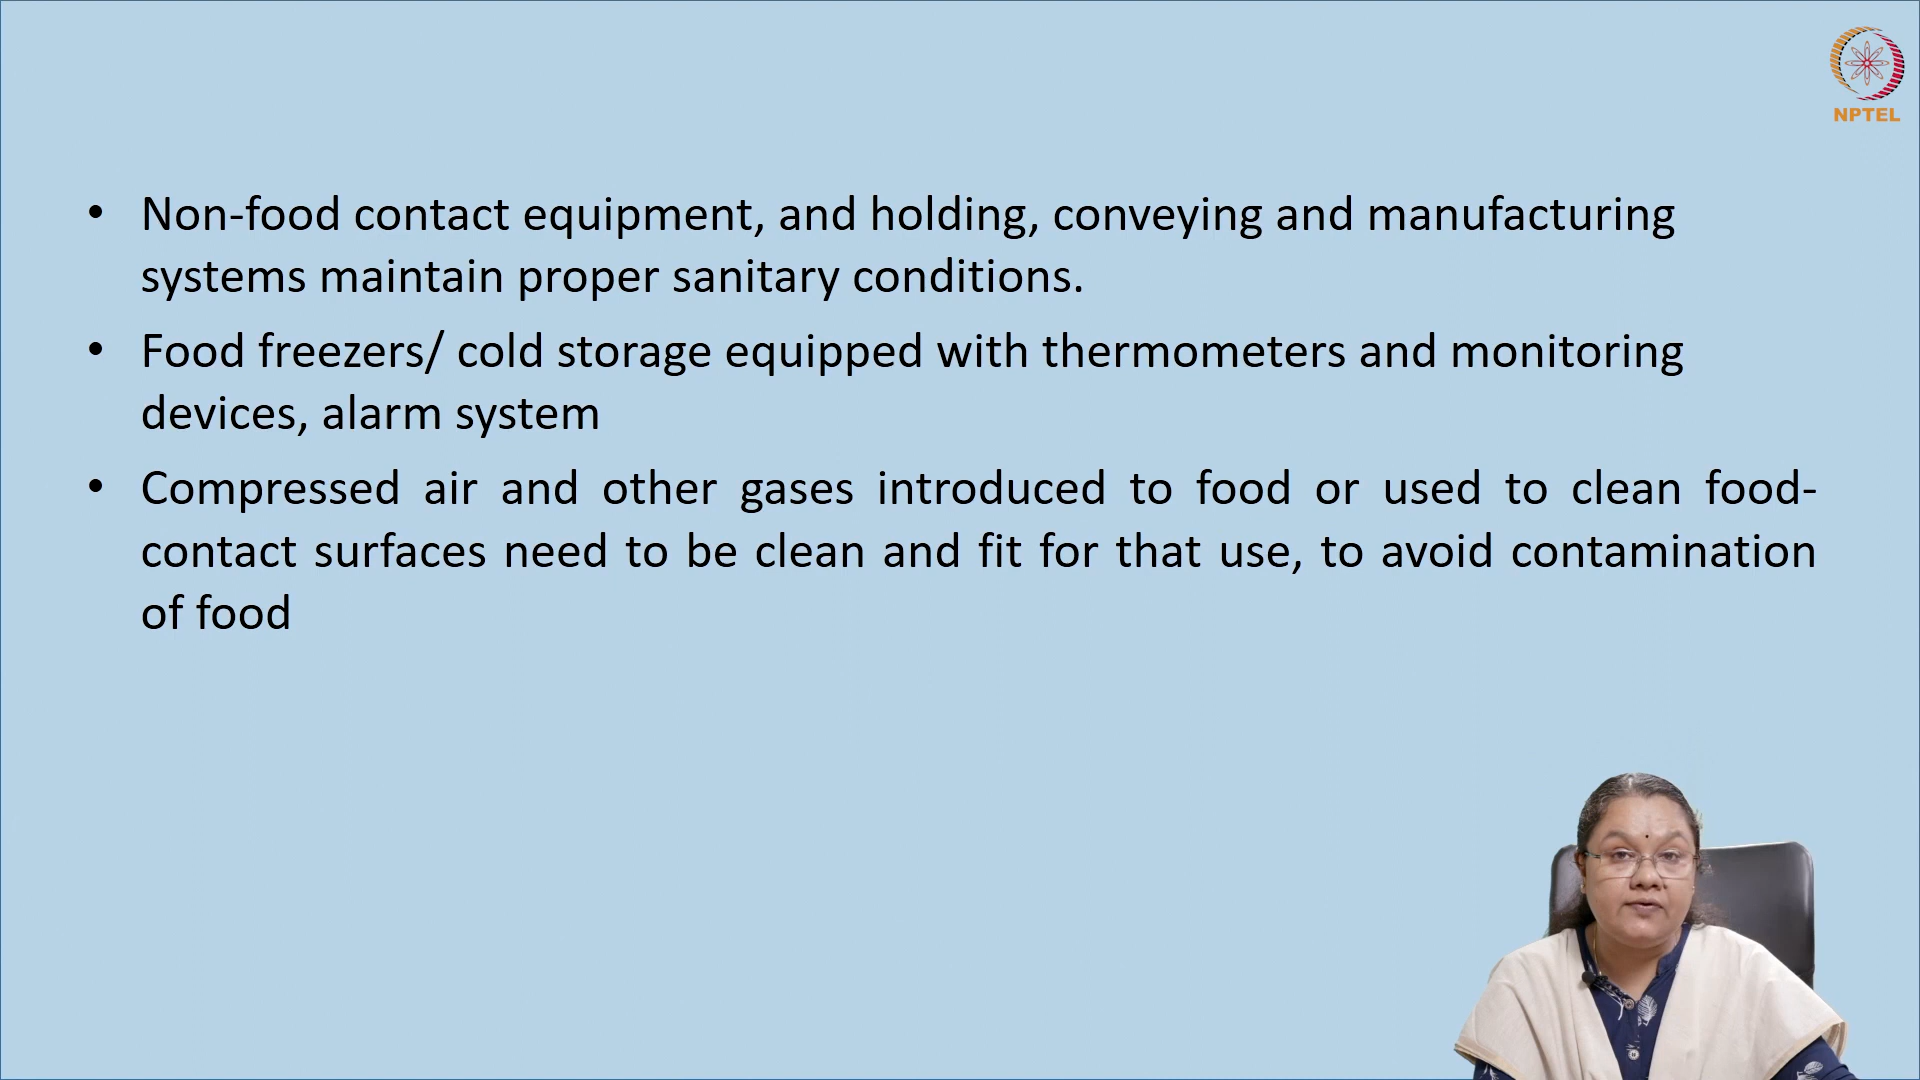 NPTEL
• Non-food contact equipment, and holding, conveying and manufacturing
systems maintain proper sanitary conditions.
• Food freezers/ cold storage equipped with thermometers and monitoring
devices, alarm system
• Compressed air and other gases introduced to food or used to clean food-
contact surfaces need to be clean and fit for that use, to avoid contamination
of food